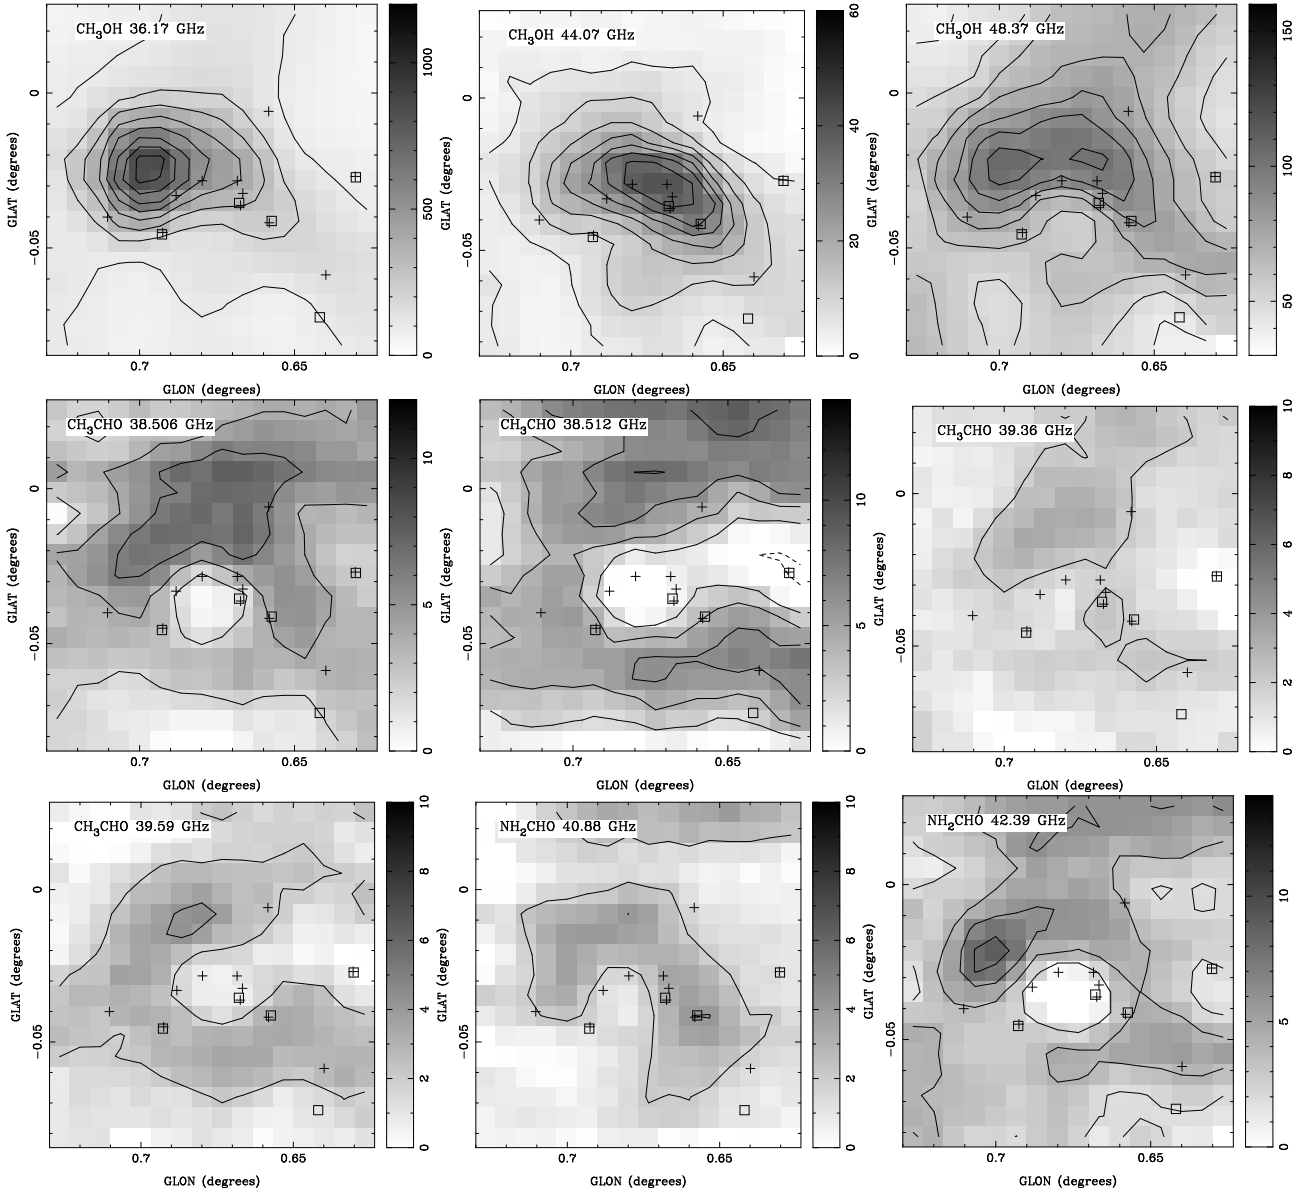 CH3OH 36.17 GHz
GLAT (degrees)
0
−0.05
0.7
0.65
GLON (degrees)
0
500
1000
CH3OH 44.07 GHz
GLAT (degrees)
0
−0.05
0.7
0.65
GLON (degrees)
0
20
40
60
CH3OH 48.37 GHz
GLAT (degrees)
0
−0.05
0.7
0.65
GLON (degrees)
50
100
150
CH3CHO 38.506 GHz
GLAT (degrees)
0
−0.05
0.7
0.65
GLON (degrees)
0
5
10
CH3CHO 38.512 GHz
GLAT (degrees)
0
−0.05
0.7
0.65
GLON (degrees)
0
5
10
CH3CHO 39.36 GHz
GLAT (degrees)
0
−0.05
0.7
0.65
GLON (degrees)
0
2
4
6
8
10
CH3CHO 39.59 GHz
GLAT (degrees)
0
−0.05
0.7
0.65
GLON (degrees)
0
2
4
6
8
10
NH2CHO 40.88 GHz
GLAT (degrees)
0
−0.05
0.7
0.65
GLON (degrees)
0
2
4
6
8
10
NH2CHO 42.39 GHz
GLAT (degrees)
0
−0.05
0.7
0.65
GLON (degrees)
0
5
10